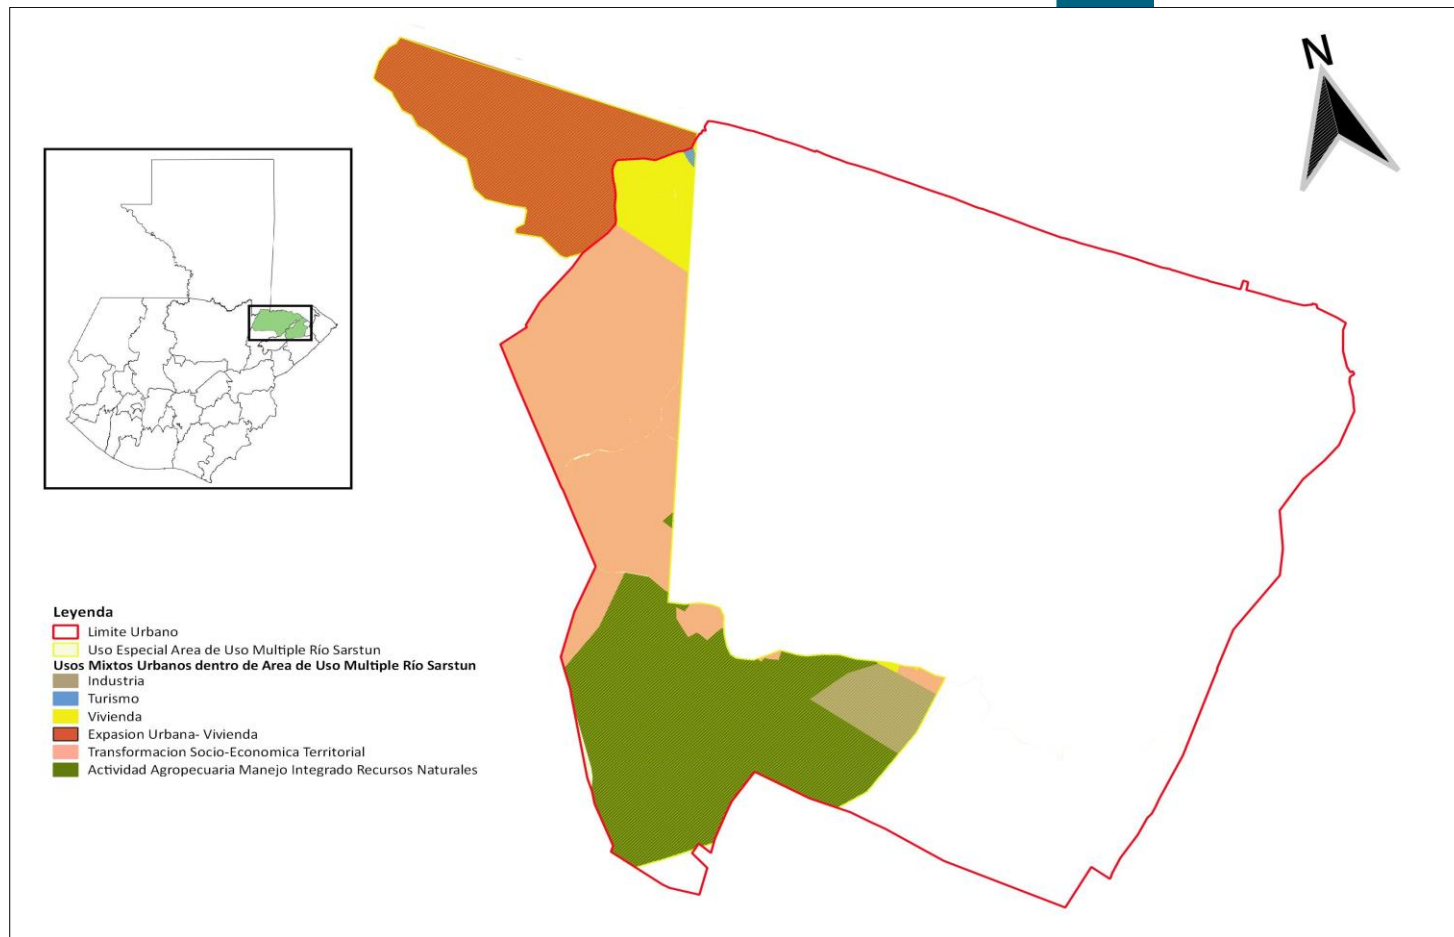 N
Leyenda
Limite Urbano
Uso Especial Area de Uso Multiple Río Sarstun
Usos Mixtos Urbanos dentro de Area de Uso Multiple Río Sarstun
Industria
Turismo
Vivienda
Expasion Urbana- Vivienda
Transformacion Socio-Economica Territorial
Actividad Agropecuaria Manejo Integrado Recursos Naturales